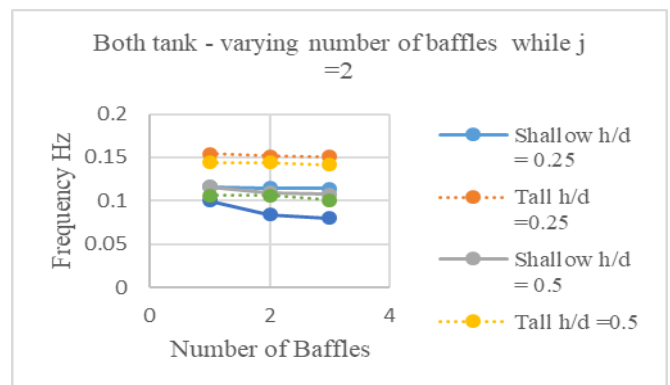 Both tank - varying number of baffles while j
=2
0.2
0.15
0.1
0.05
0
0
2
4
Frequency Hz
Number of Baffles
Shallow h/d
= 0.25
Tall h/d
=0.25
Shallow h/d
= 0.5
Tall h/d =0.5